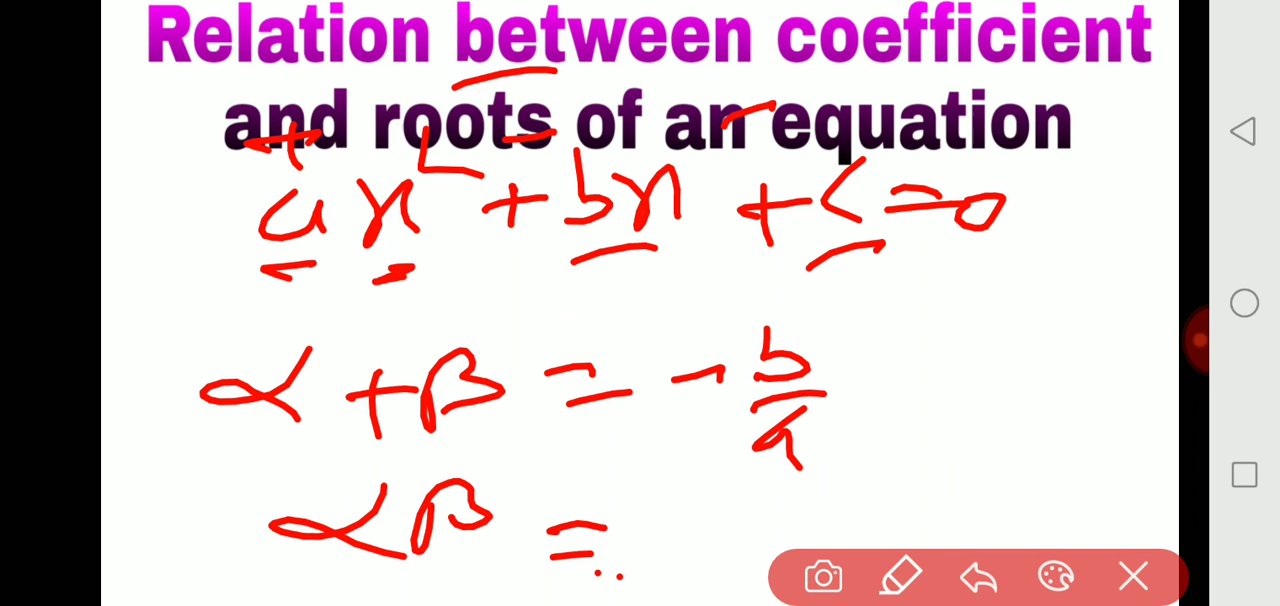 Relation between coefficient
and roots of an equation
ax² + bx + c = 0
α + β = - b/a
αβ =